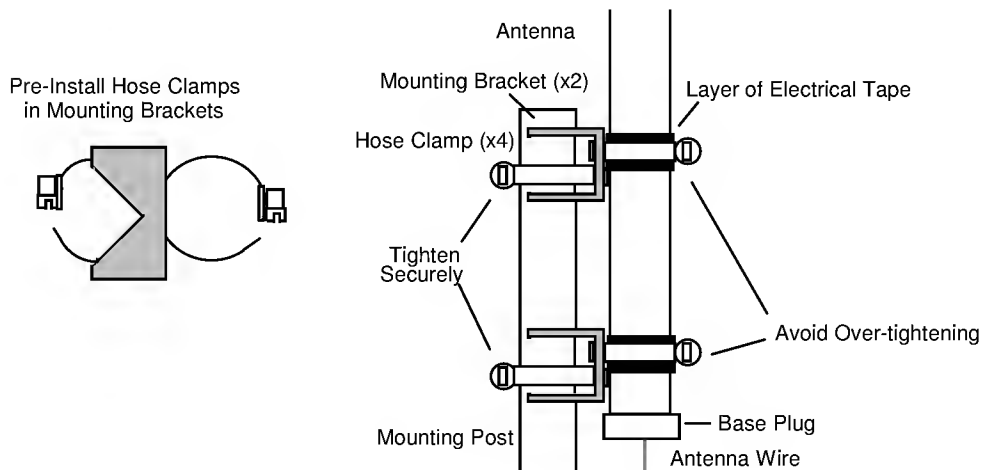 Pre-Install Hose Clamps
in Mounting Brackets
Antenna
Mounting Bracket (x2)
Layer of Electrical Tape
Hose Clamp (x4)
Tighten
Securely
Avoid Over-tightening
Mounting Post
Base Plug
Antenna Wire